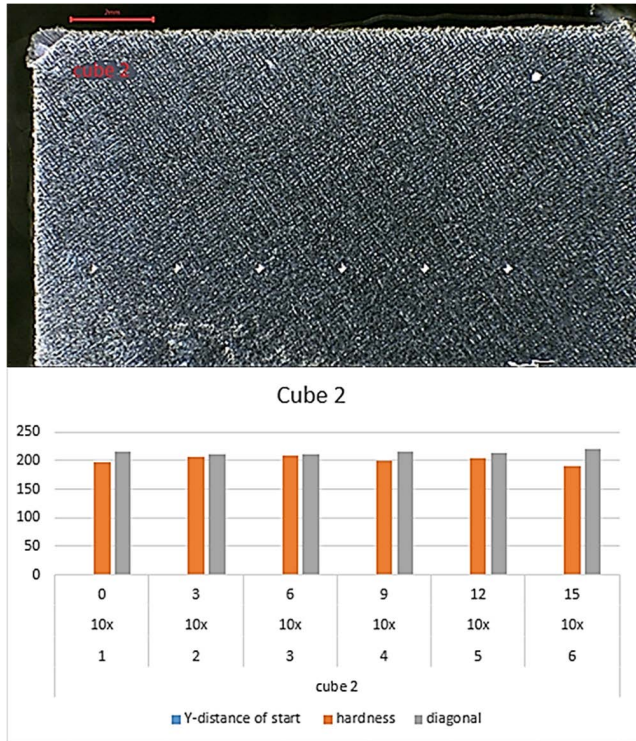 2mm
cube 2
Cube 2
250
200
150
100
50
0
0 3 6 9 12 15
10x 10x 10x 10x 10x 10x
1 2 3 4 5 6
cube 2
Y-distance of start hardness diagonal